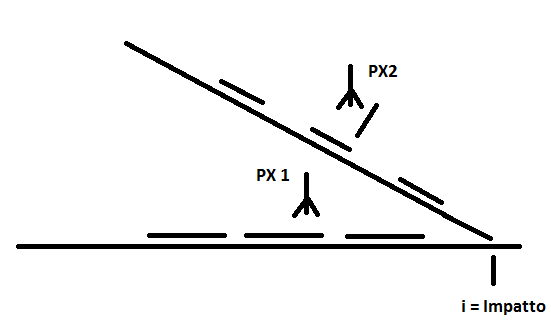 PX2
PX 1
i = Impatto